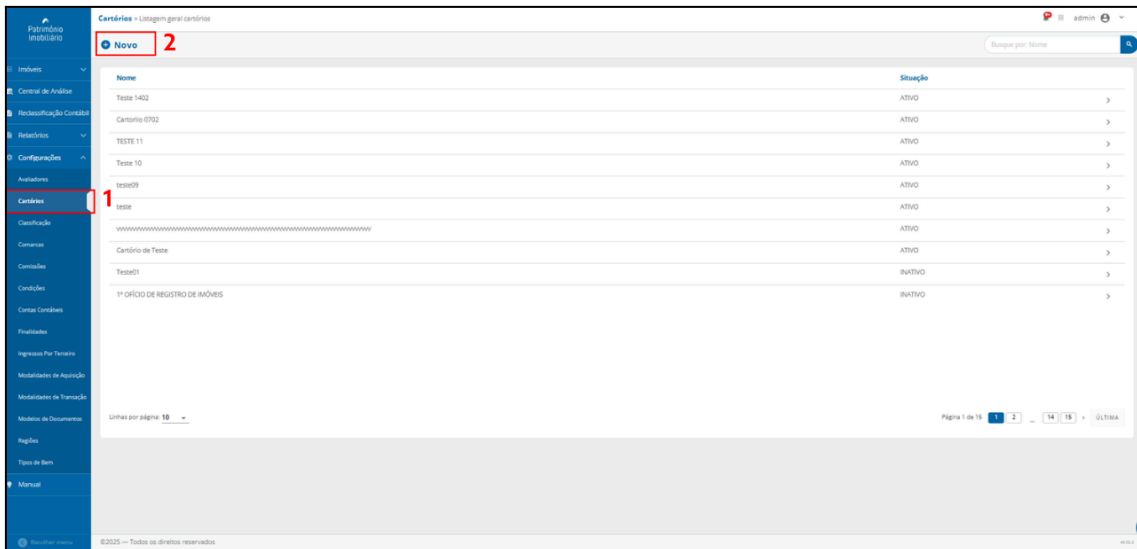 Patrimônio
Imobiliário
Cartórios » Listagem geral cartórios
admin
Novo
2
Busque por: Nome
Imóveis
Central de Análise
Reclassificação Contábil
Relatórios
Configurações
Avaliadores
Cartórios
1
Classificação
Comarcas
Comissões
Condições
Contas Contábeis
Finalidades
Ingressos Por Terceiro
Modalidades de Aquisição
Modalidades de Transação
Modelos de Documentos
Regiões
Tipos de Bem
Manual
Recolher menu
Nome Situação
Teste 1402 ATIVO
Cartoriio 0702 ATIVO
TESTE 11 ATIVO
Teste 10 ATIVO
teste09 ATIVO
teste ATIVO
ATIVO
Cartório de Teste ATIVO
Teste01 INATIVO
1º OFÍCIO DE REGISTRO DE IMÓVEIS INATIVO
Linhas por página: 10
Página 1 de 15 1 2 ... 14 15 › ÚLTIMA
©2025 — Todos os direitos reservados